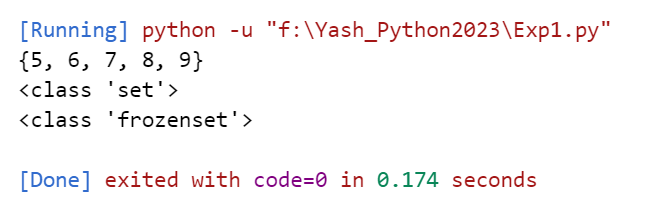 [Running] python -u "f:\Yash_Python2023\Exp1.py"
{5, 6, 7, 8, 9}
<class 'set'>
<class 'frozenset'>
[Done] exited with code=0 in 0.174 seconds